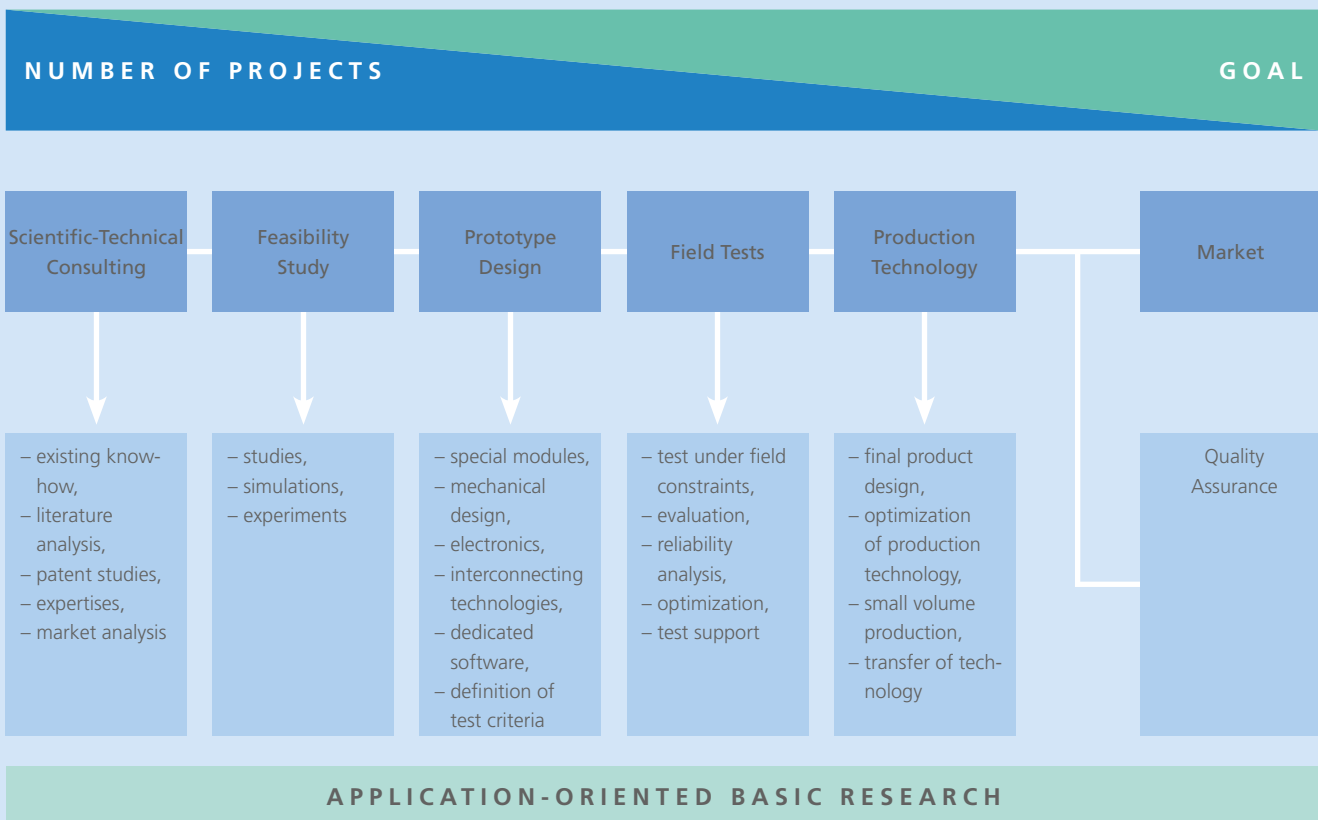 NUMBER OF PROJECTS
GOAL
Scientific-Technical
Consulting
Feasibility
Study
Prototype
Design
Field Tests
Production
Technology
Market
– existing know-
how,
– literature
analysis,
– patent studies,
– expertises,
– market analysis
– studies,
– simulations,
– experiments
– special modules,
– mechanical
design,
– electronics,
– interconnecting
technologies,
– dedicated
software,
– definition of
test criteria
– test under field
constraints,
– evaluation,
– reliability
analysis,
– optimization,
– test support
– final product
design,
– optimization
of production
technology,
– small volume
production,
– transfer of tech-
nology
Quality
Assurance
APPLICATION-ORIENTED BASIC RESEARCH